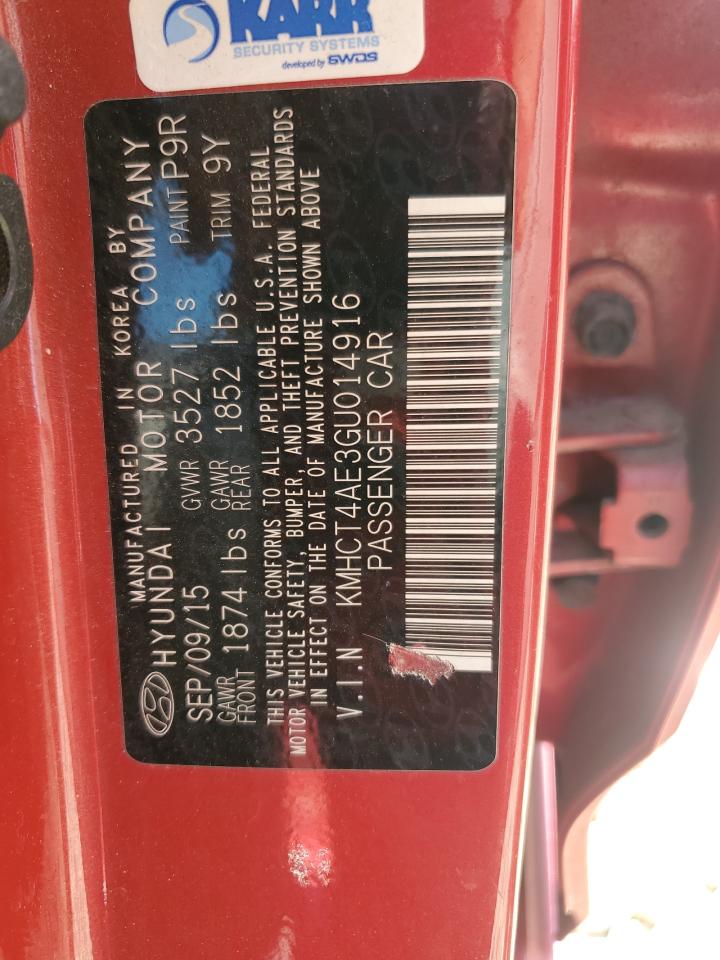 KARR
SECURITY SYSTEMS
developed by SWDS
MANUFACTURED IN KOREA BY
HYUNDAI MOTOR COMPANY
SEP/09/15 GVWR 3527 lbs PAINT P9R
GAWR FRONT 1874 lbs GAWR REAR 1852 lbs TRIM 9Y
THIS VEHICLE CONFORMS TO ALL APPLICABLE U.S.A. FEDERAL
MOTOR VEHICLE SAFETY, BUMPER, AND THEFT PREVENTION STANDARDS
IN EFFECT ON THE DATE OF MANUFACTURE SHOWN ABOVE
V.I.N KMHCT4AE3GU014916
PASSENGER CAR